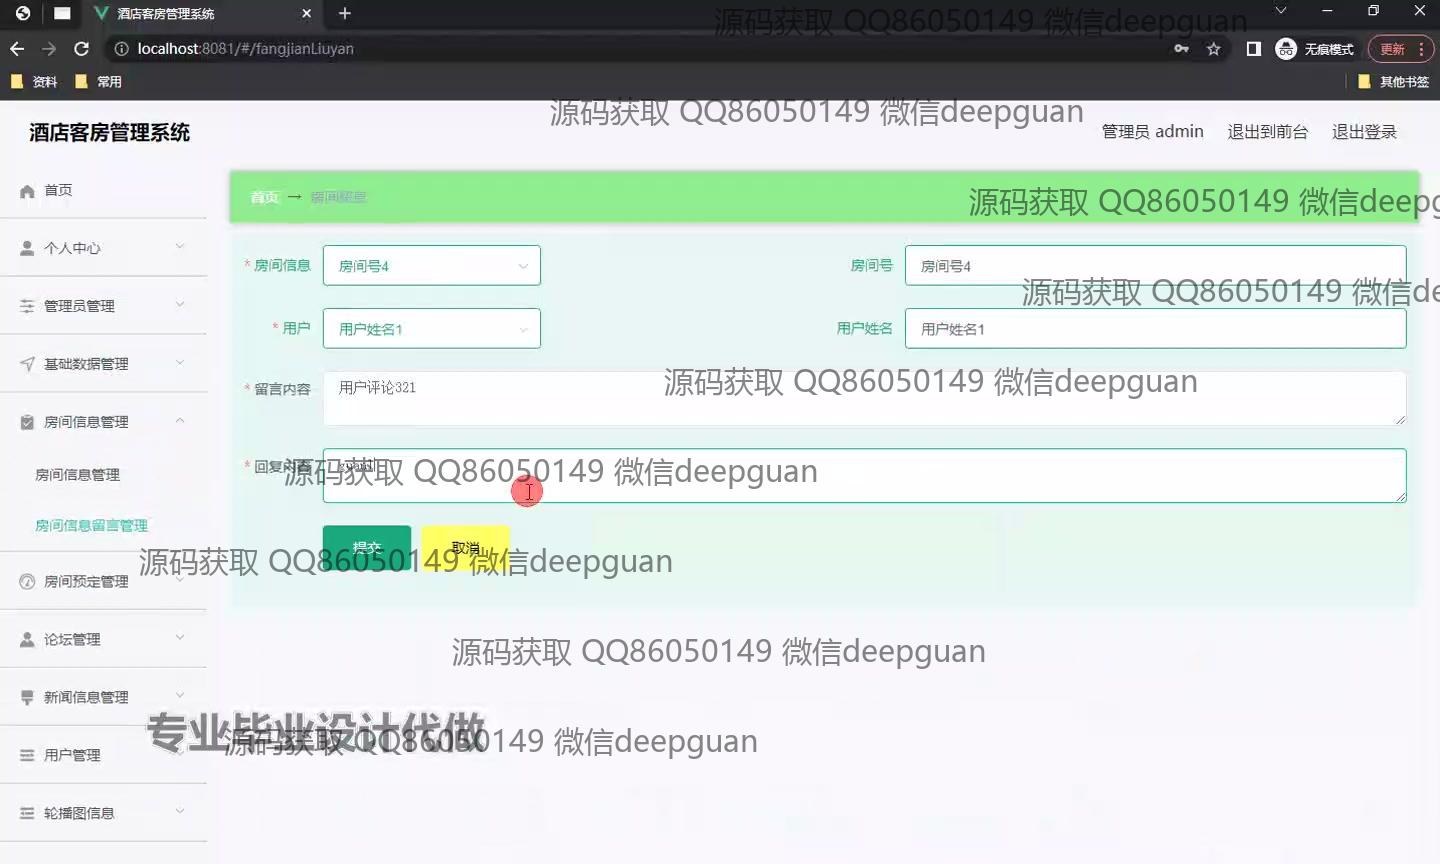 酒店客房管理系统
localhost:8081/#/fangjianLiuyan
无痕模式
更新
资料
常用
其他书签
源码获取 QQ86050149 微信deepguan
源码获取 QQ86050149 微信deepguan
酒店客房管理系统
管理员 admin
退出到前台
退出登录
首页
首页 →
源码获取 QQ86050149 微信deepg
个人中心
* 房间信息
房间号4
房间号
房间号4
源码获取 QQ86050149 微信de
管理员管理
* 用户
用户姓名1
用户姓名
用户姓名1
基础数据管理
* 留言内容
用户评论321
源码获取 QQ86050149 微信deepguan
房间信息管理
* 回复内容
源码获取 QQ86050149 微信deepguan
房间信息管理
房间信息留言管理
提交
取消
源码获取 QQ86050149 微信deepguan
房间预定管理
论坛管理
源码获取 QQ86050149 微信deepguan
新闻信息管理
专业毕业设计代做
源码获取 QQ86050149 微信deepguan
用户管理
轮播图信息